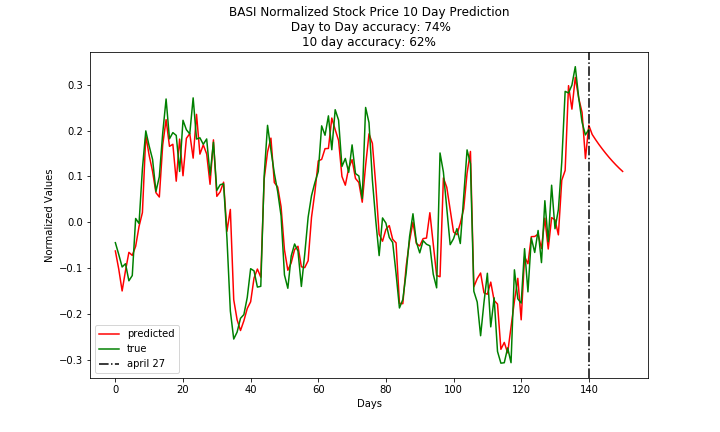 BASI Normalized Stock Price 10 Day Prediction
Day to Day accuracy: 74%
10 day accuracy: 62%
Normalized Values
0.3
0.2
0.1
0.0
−0.1
−0.2
−0.3
predicted
true
april 27
0 20 40 60 80 100 120 140
Days